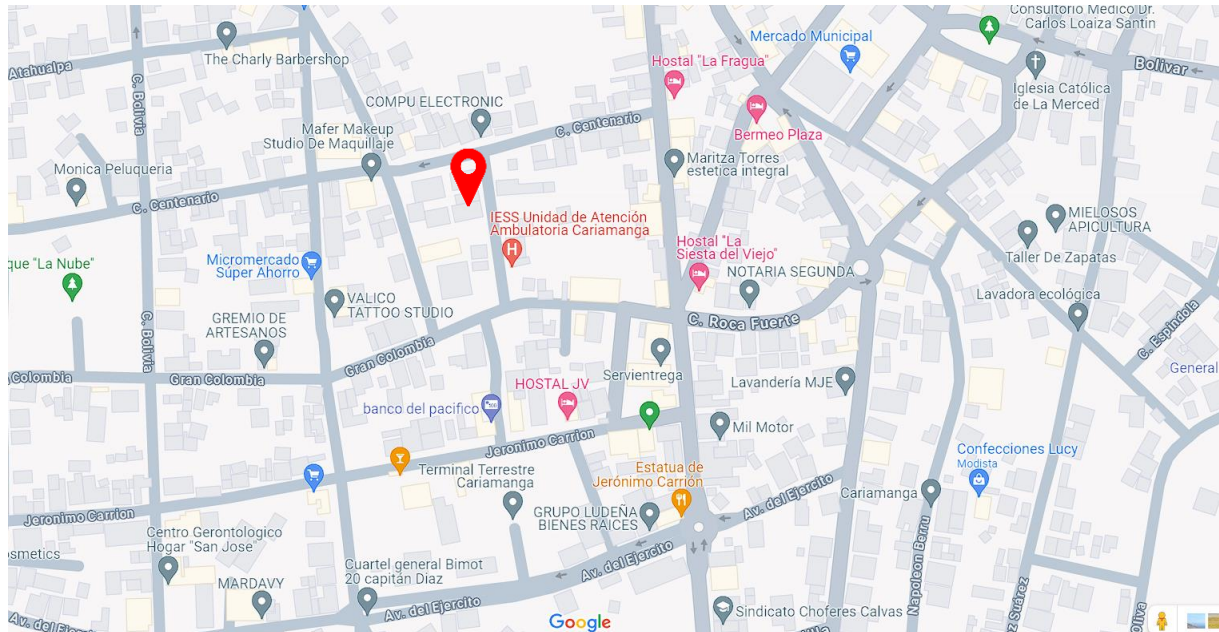 Consultorio Médico Dr.
Carlos Loaiza Santin
Mercado Municipal
The Charly Barbershop
Atahualpa
Hostal "La Fragua"
Bolívar
C. Bolivia
Iglesia Católica
de La Merced
COMPU ELECTRONIC
Bermeo Plaza
C. Centenario
Mafer Makeup
Studio De Maquillaje
Monica Peluqueria
Maritza Torres
estetica integral
C. Centenario
IESS Unidad de Atención
Ambulatoria Cariamanga
H
MIELOSOS
APICULTURA
Hostal "La
Siesta del Viejo"
Taller De Zapatas
que "La Nube"
Micromercado
Súper Ahorro
NOTARIA SEGUNDA
Lavadora ecológica
VALICO
TATTOO STUDIO
GREMIO DE
ARTESANOS
C. Bolivia
C. Roca Fuerte
C. Espindola
Gran Colombia
Servientrega
General
Colombia
Gran Colombia
HOSTAL JV
Lavandería MJE
banco del pacifico
Mil Motor
Jeronimo Carrion
Confecciones Lucy
Modista
Terminal Terrestre
Cariamanga
Estatua de
Jerónimo Carrión
Cariamanga
Jeronimo Carrion
GRUPO LUDEÑA
BIENES RAICES
Av. del Ejercito
Centro Gerontologico
Hogar "San Jose"
osmetics
Cuartel general Bimot
20 capitán Diaz
Av. del Ejercito
Napoleon Berru
MARDAVY
z Suárez
Av. del Ejercito
Sindicato Choferes Calvas
Oliva
Google